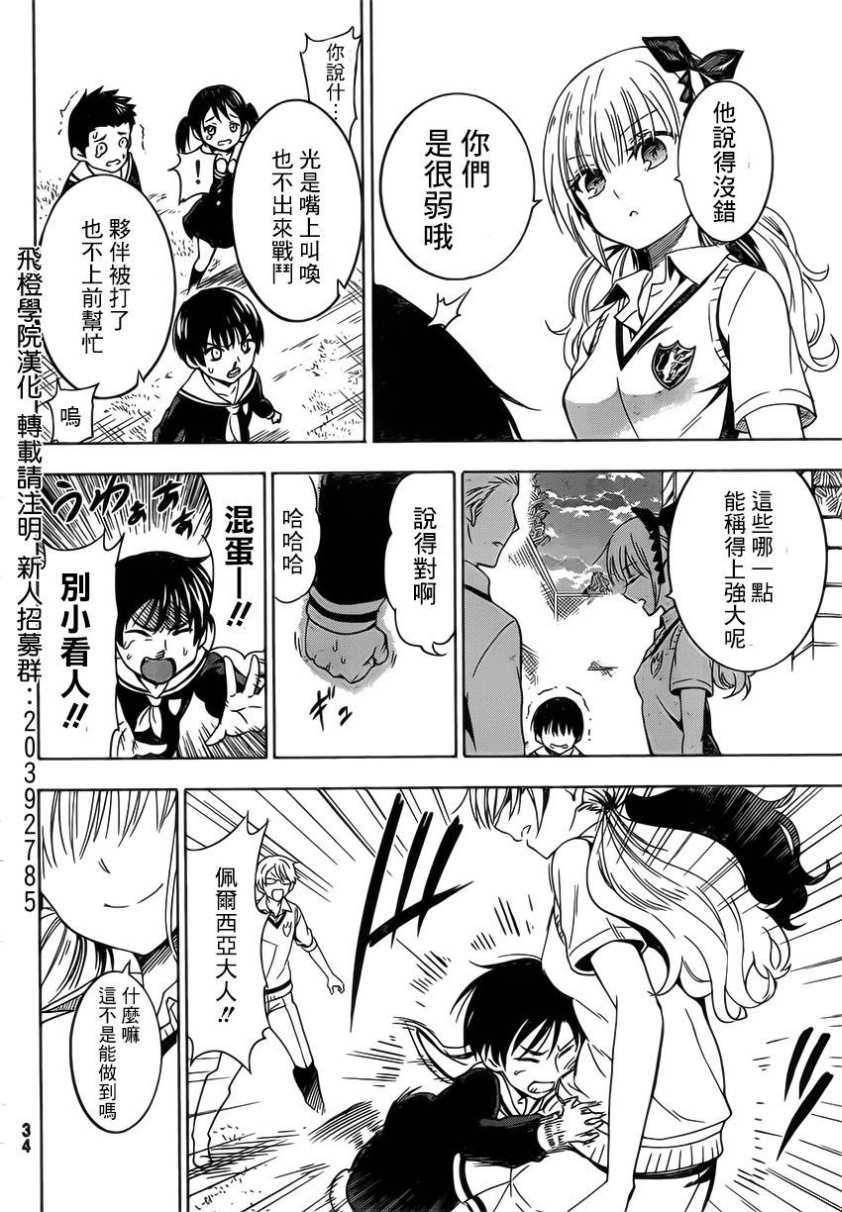 他說得沒錯
你們
是很弱哦
你說什…
光是嘴上叫喚
也不出來戰鬥
！
夥伴被打了
也不上前幫忙
嗚
這些哪一點
能稱得上強大呢
說得對啊
哈哈哈
ギュ
混蛋ー!!
別小看人!!
うわぁぁぁ
佩爾西亞大人!!
什麼嘛
這不是能做到嗎
飛橙學院漢化 轉載請注明 新人招募群：20392785
34